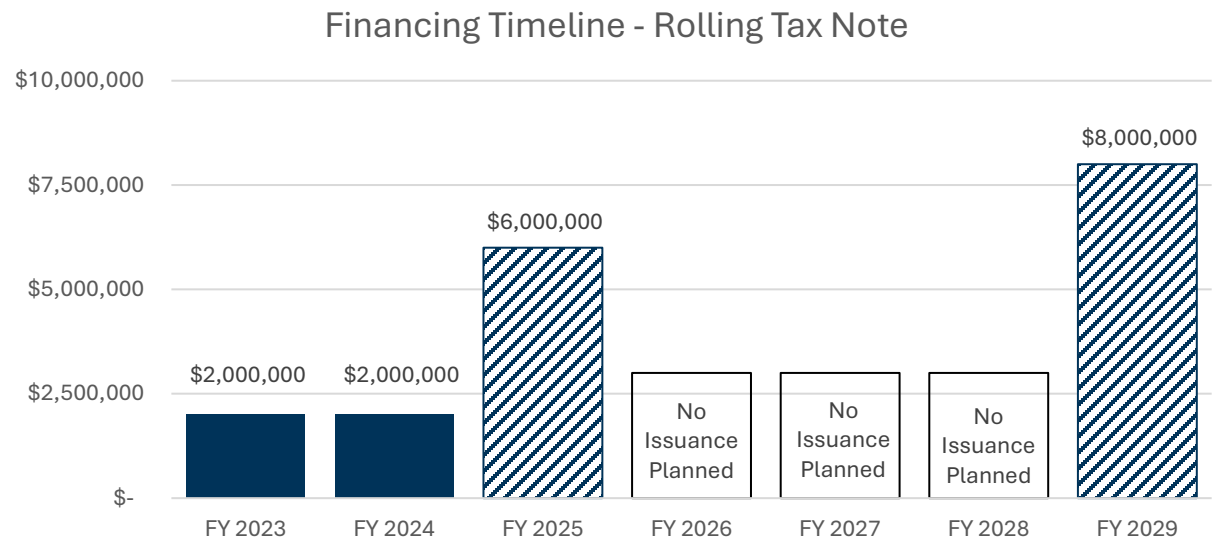 Financing Timeline - Rolling Tax Note
$10,000,000
$7,500,000
$5,000,000
$2,500,000
$-
$2,000,000
$2,000,000
$6,000,000
No
Issuance
Planned
No
Issuance
Planned
No
Issuance
Planned
$8,000,000
FY 2023
FY 2024
FY 2025
FY 2026
FY 2027
FY 2028
FY 2029